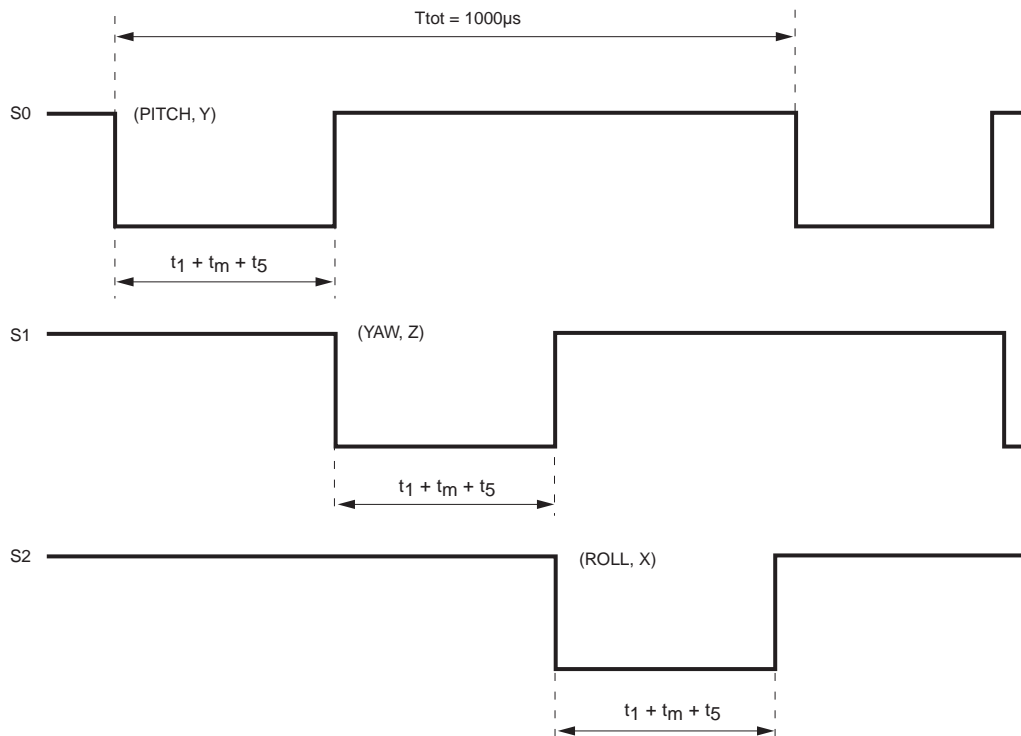 Ttot = 1000µs
S0
(PITCH, Y)
t1 + tm + t5
S1
(YAW, Z)
t1 + tm + t5
S2
(ROLL, X)
t1 + tm + t5